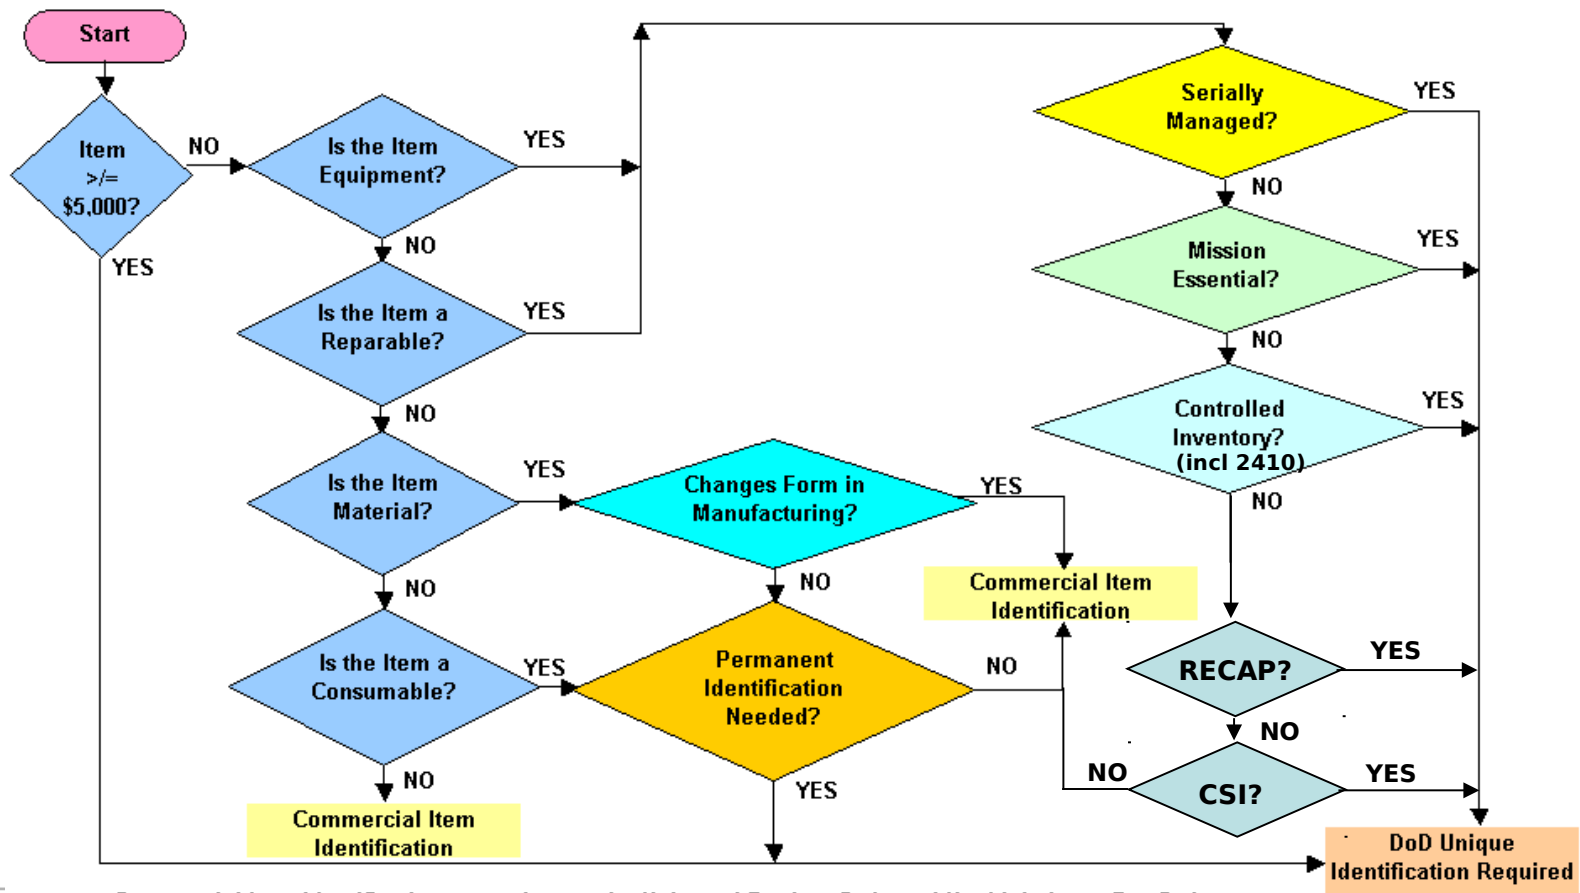 Start
Item
>/=
$5,000?
NO
YES
Is the Item
Equipment?
YES
NO
Is the Item a
Reparable?
YES
NO
Is the Item
Material?
YES
NO
Is the Item a
Consumable?
YES
NO
Commercial Item
Identification
Changes Form in
Manufacturing?
YES
NO
Permanent
Identification
Needed?
NO
YES
Commercial Item
Identification
Serially
Managed?
YES
NO
Mission
Essential?
YES
NO
Controlled
Inventory?
(incl 2410)
YES
NO
RECAP?
YES
NO
CSI?
NO
YES
DoD Unique
Identification Required